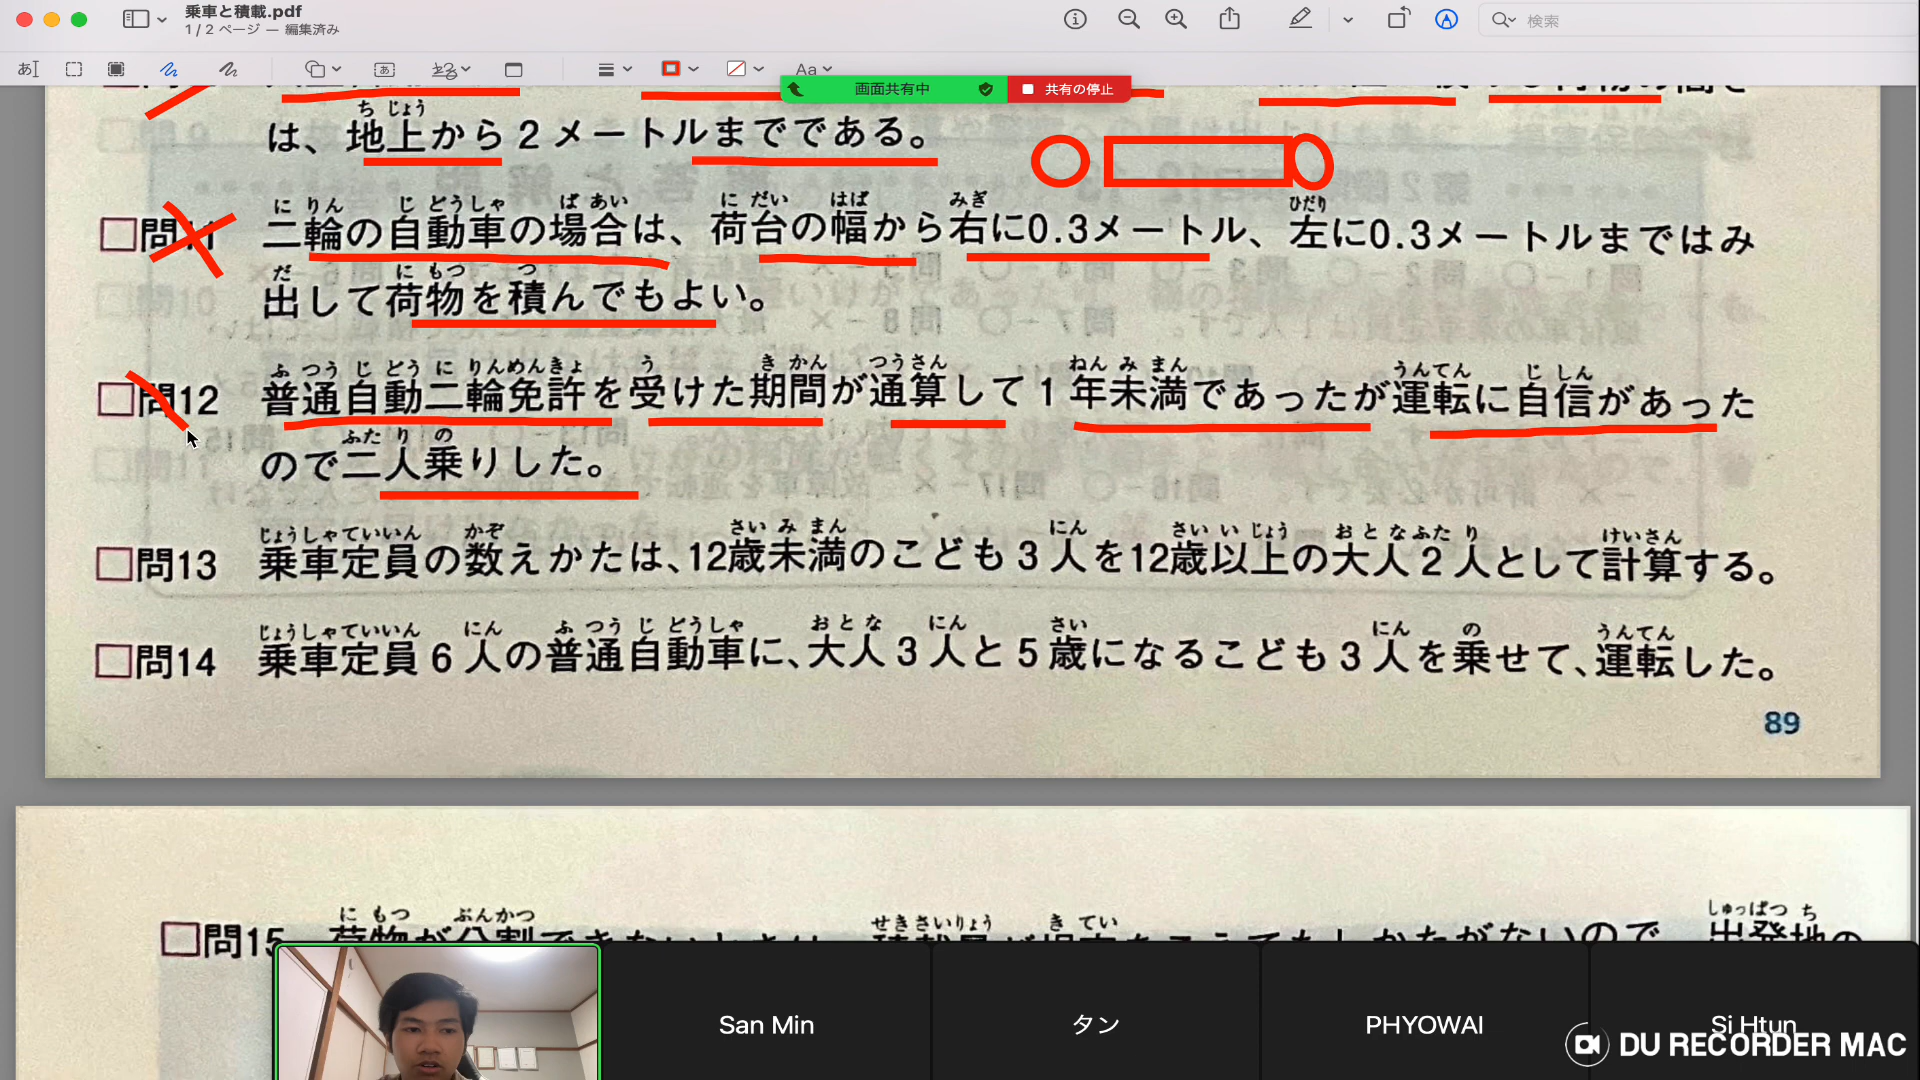 乗車と積載.pdf
1 / 2 ページ — 編集済み
検索
画面共有中
共有の停止
は、地上から2メートルまでである。
問11 二輪の自動車の場合は、荷台の幅から右に0.3メートル、左に0.3メートルまではみ
出して荷物を積んでもよい。
問12 普通自動二輪免許を受けた期間が通算して1年未満であったが運転に自信があった
ので二人乗りした。
問13 乗車定員の数えかたは、12歳未満のこども3人を12歳以上の大人2人として計算する。
問14 乗車定員6人の普通自動車に、大人3人と5歳になるこども3人を乗せて、運転した。
89
問15
San Min
タン
PHYOWAI
Si Htun
DU RECORDER MAC